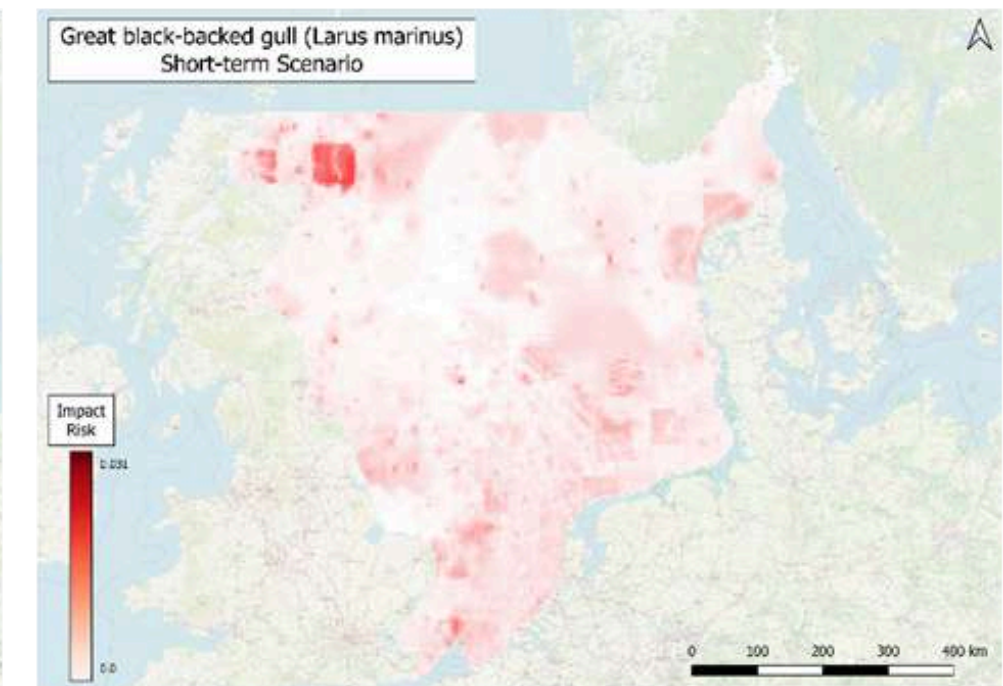 Great black-backed gull (Larus marinus)
Short-term Scenario
Impact
Risk
0.031
0.0
0 100 200 300 400 km